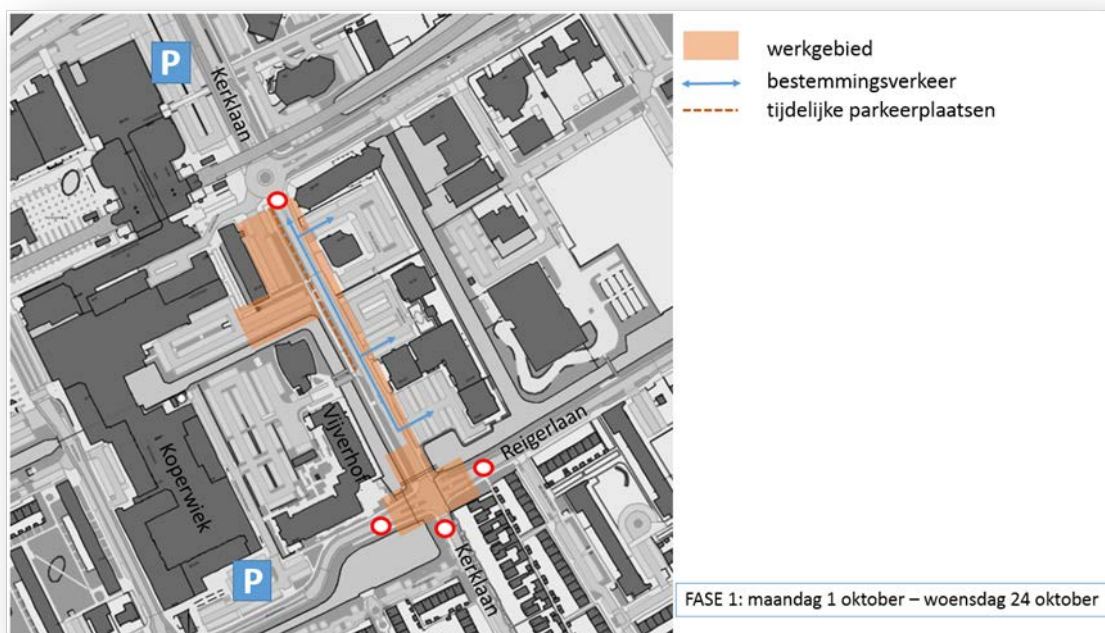 P
Kerklaan
Vijverhof
Koperwiek
Reigerlaan
P
Kerklaan
werkgebied
bestemmingsverkeer
tijdelijke parkeerplaatsen
FASE 1: maandag 1 oktober – woensdag 24 oktober